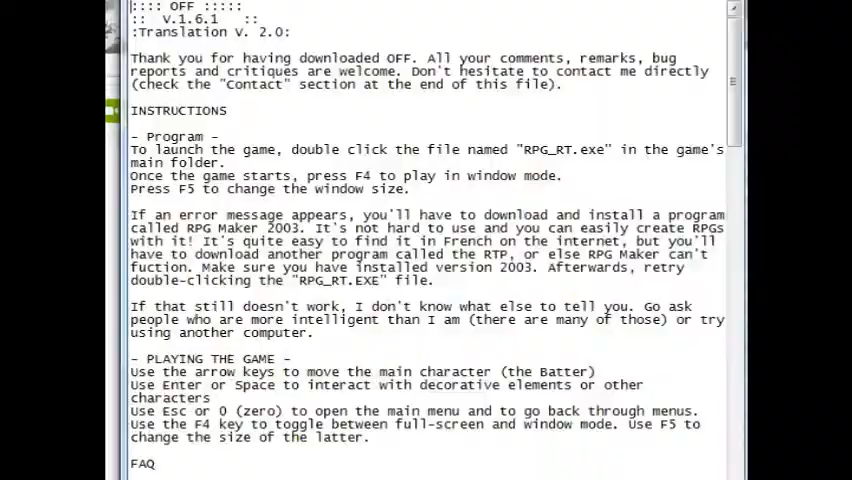 :::: OFF :::::
:: v.1.6.1 ::
:Translation v. 2.0:
Thank you for having downloaded OFF. All your comments, remarks, bug
reports and critiques are welcome. Don't hesitate to contact me directly
(check the "Contact" section at the end of this file).
INSTRUCTIONS
- Program -
To launch the game, double click the file named "RPG_RT.exe" in the game's
main folder.
Once the game starts, press F4 to play in window mode.
Press F5 to change the window size.
If an error message appears, you'll have to download and install a program
called RPG Maker 2003. It's not hard to use and you can easily create RPGs
with it! It's quite easy to find it in French on the internet, but you'll
have to download another program called the RTP, or else RPG Maker can't
fuction. Make sure you have installed version 2003. Afterwards, retry
double-clicking the "RPG_RT.EXE" file.
If that still doesn't work, I don't know what else to tell you. Go ask
people who are more intelligent than I am (there are many of those) or try
using another computer.
- PLAYING THE GAME -
Use the arrow keys to move the main character (the Batter)
Use Enter or Space to interact with decorative elements or other
characters
Use Esc or 0 (zero) to open the main menu and to go back through menus.
Use the F4 key to toggle between full-screen and window mode. Use F5 to
change the size of the latter.
FAQ